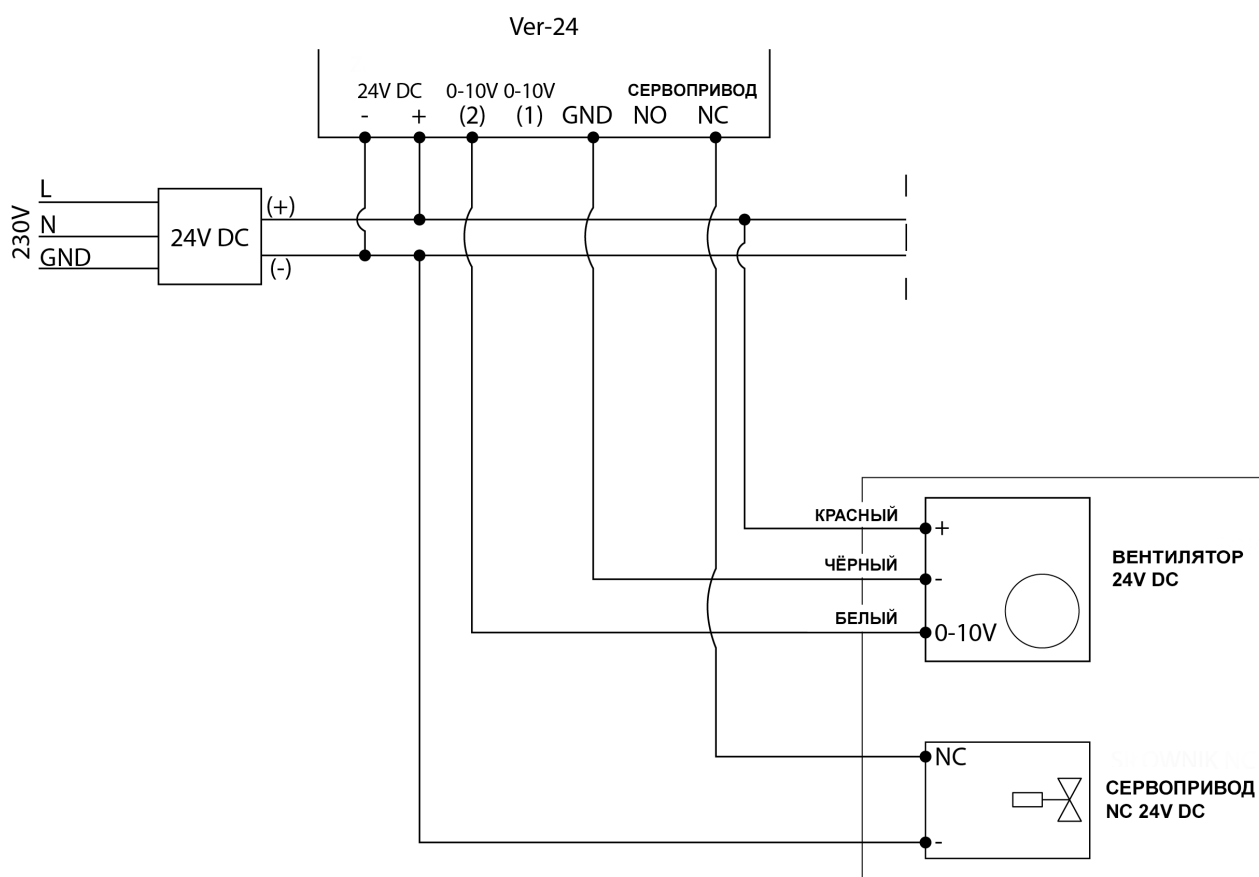 Ver-24
24V DC 0-10V 0-10V СЕРВОПРИВОД
- + (2) (1) GND NO NC
230V
L
N
GND
24V DC
(+)
(-)
КРАСНЫЙ
+
ЧЁРНЫЙ
-
БЕЛЫЙ
0-10V
ВЕНТИЛЯТОР
24V DC
NC
-
СЕРВОПРИВОД
NC 24V DC